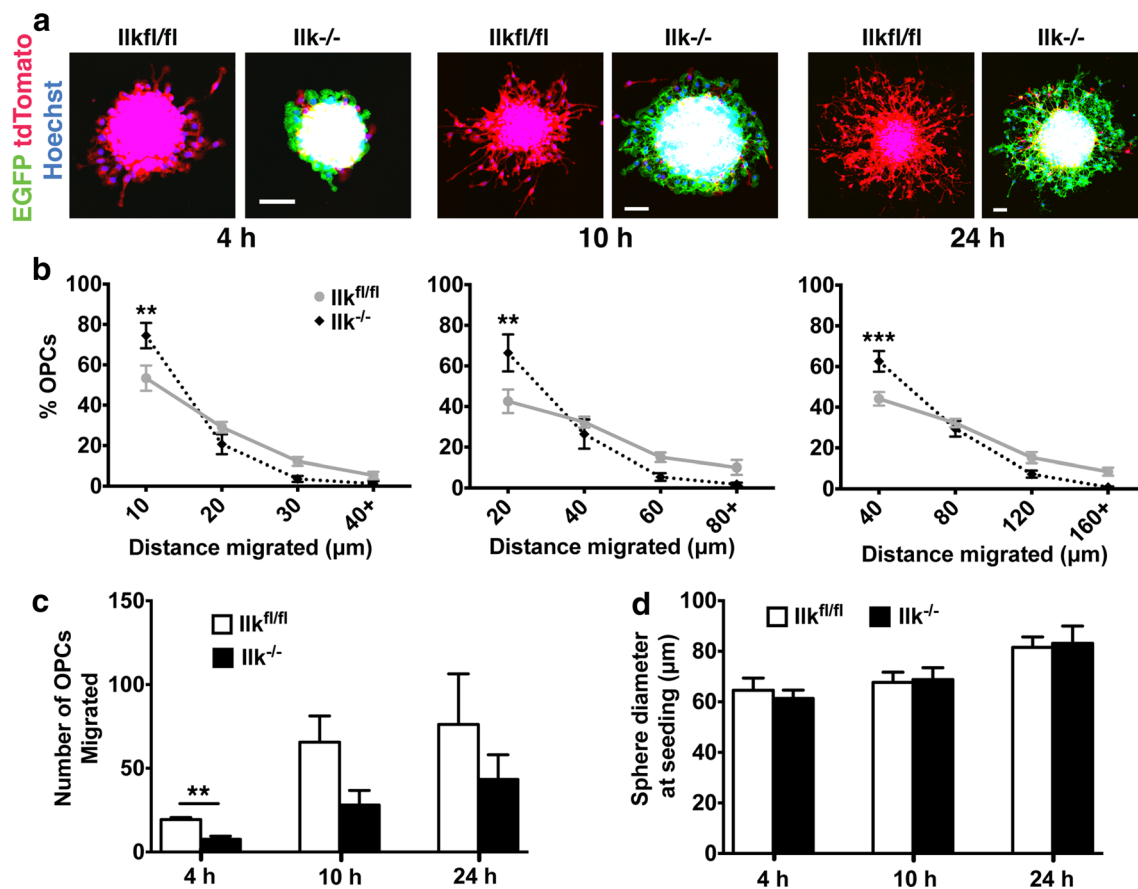 a
Ilkfl/fl Ilk-/- Ilkfl/fl Ilk-/- Ilkfl/fl Ilk-/-
EGFP tdTomato
Hoechst
4 h 10 h 24 h
b
% OPCs
100
80
60
40
20
0
**
Ilkfl/fl
Ilk-/-
10 20 30 40+
Distance migrated (µm)
100
80
60
40
20
0
**
20 40 60 80+
Distance migrated (µm)
100
80
60
40
20
0
***
40 80 120 160+
Distance migrated (µm)
c
Number of OPCs
Migrated
150
100
50
0
Ilkfl/fl
Ilk-/-
**
4 h 10 h 24 h
d
Sphere diameter
at seeding (µm)
100
80
60
40
20
0
Ilkfl/fl Ilk-/-
4 h 10 h 24 h